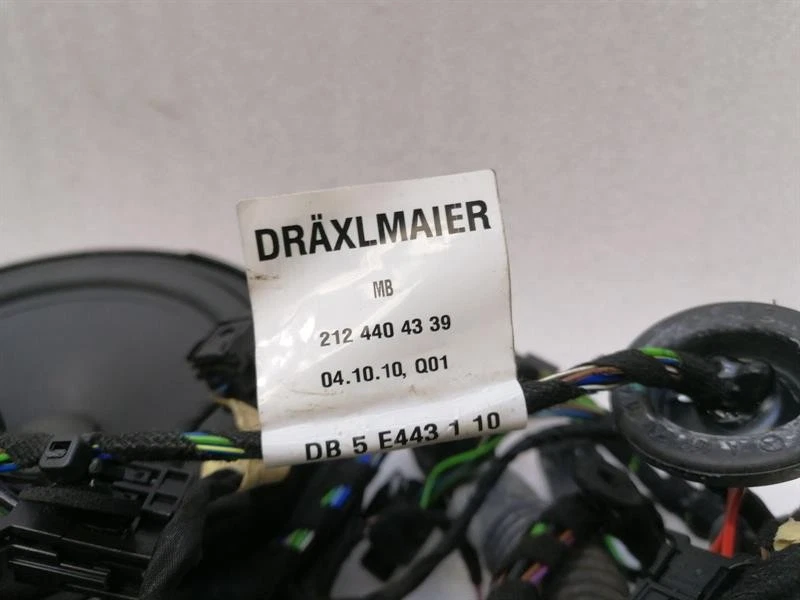 DRÄXLMAIER
MB
212 440 43 39
04.10.10, Q01
DB 5 E443 1 10